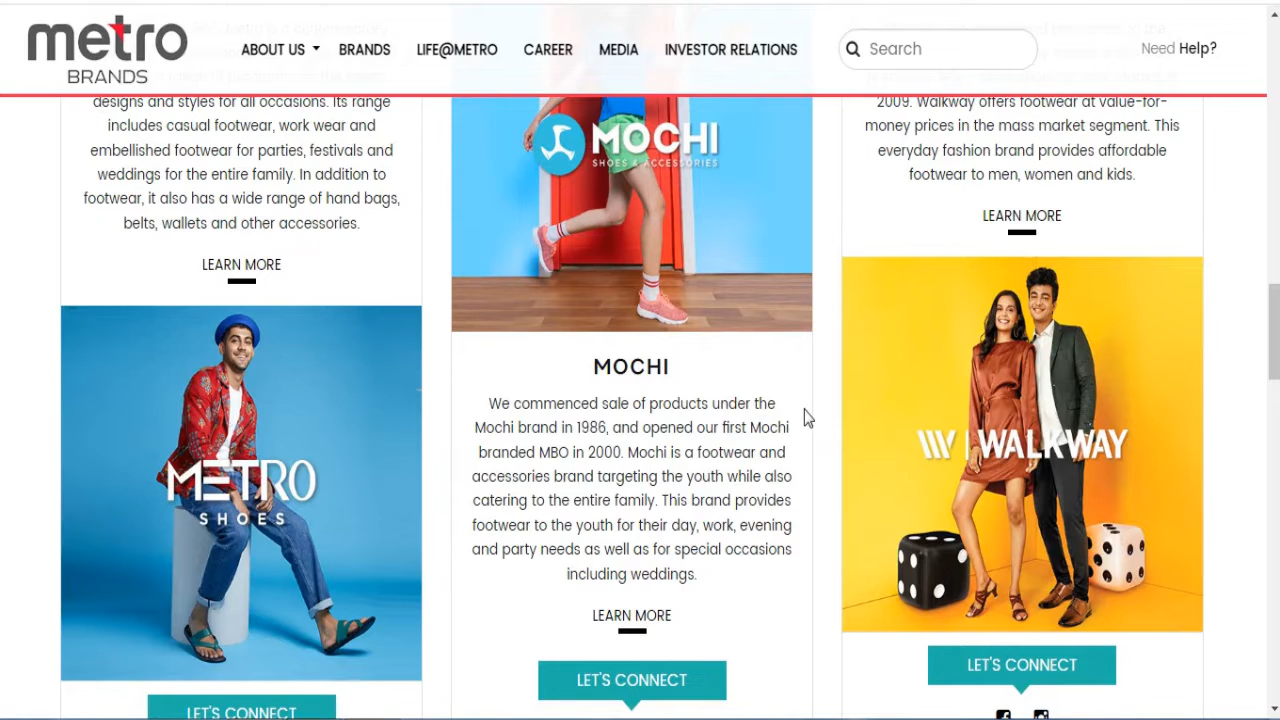 metro
BRANDS
ABOUT US
BRANDS
LIFE@METRO
CAREER
MEDIA
INVESTOR RELATIONS
Search
Need Help?
designs and styles for all occasions. Its range
includes casual footwear, work wear and
embellished footwear for parties, festivals and
weddings for the entire family. In addition to
footwear, it also has a wide range of hand bags,
belts, wallets and other accessories.
LEARN MORE
METRO
SHOES
LET'S CONNECT
MOCHI
SHOES & ACCESSORIES
MOCHI
We commenced sale of products under the
Mochi brand in 1986, and opened our first Mochi
branded MBO in 2000. Mochi is a footwear and
accessories brand targeting the youth while also
catering to the entire family. This brand provides
footwear to the youth for their day, work, evening
and party needs as well as for special occasions
including weddings.
LEARN MORE
LET'S CONNECT
2009. Walkway offers footwear at value-for-
money prices in the mass market segment. This
everyday fashion brand provides affordable
footwear to men, women and kids.
LEARN MORE
W | WALKWAY
LET'S CONNECT